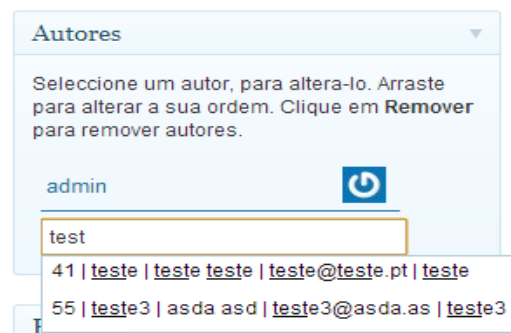 Autores
Seleccione um autor, para altera-lo. Arraste
para alterar a sua ordem. Clique em Remover
para remover autores.
admin
test
41 | teste | teste teste | teste@teste.pt | teste
55 | teste3 | asda asd | teste3@asda.as | teste3